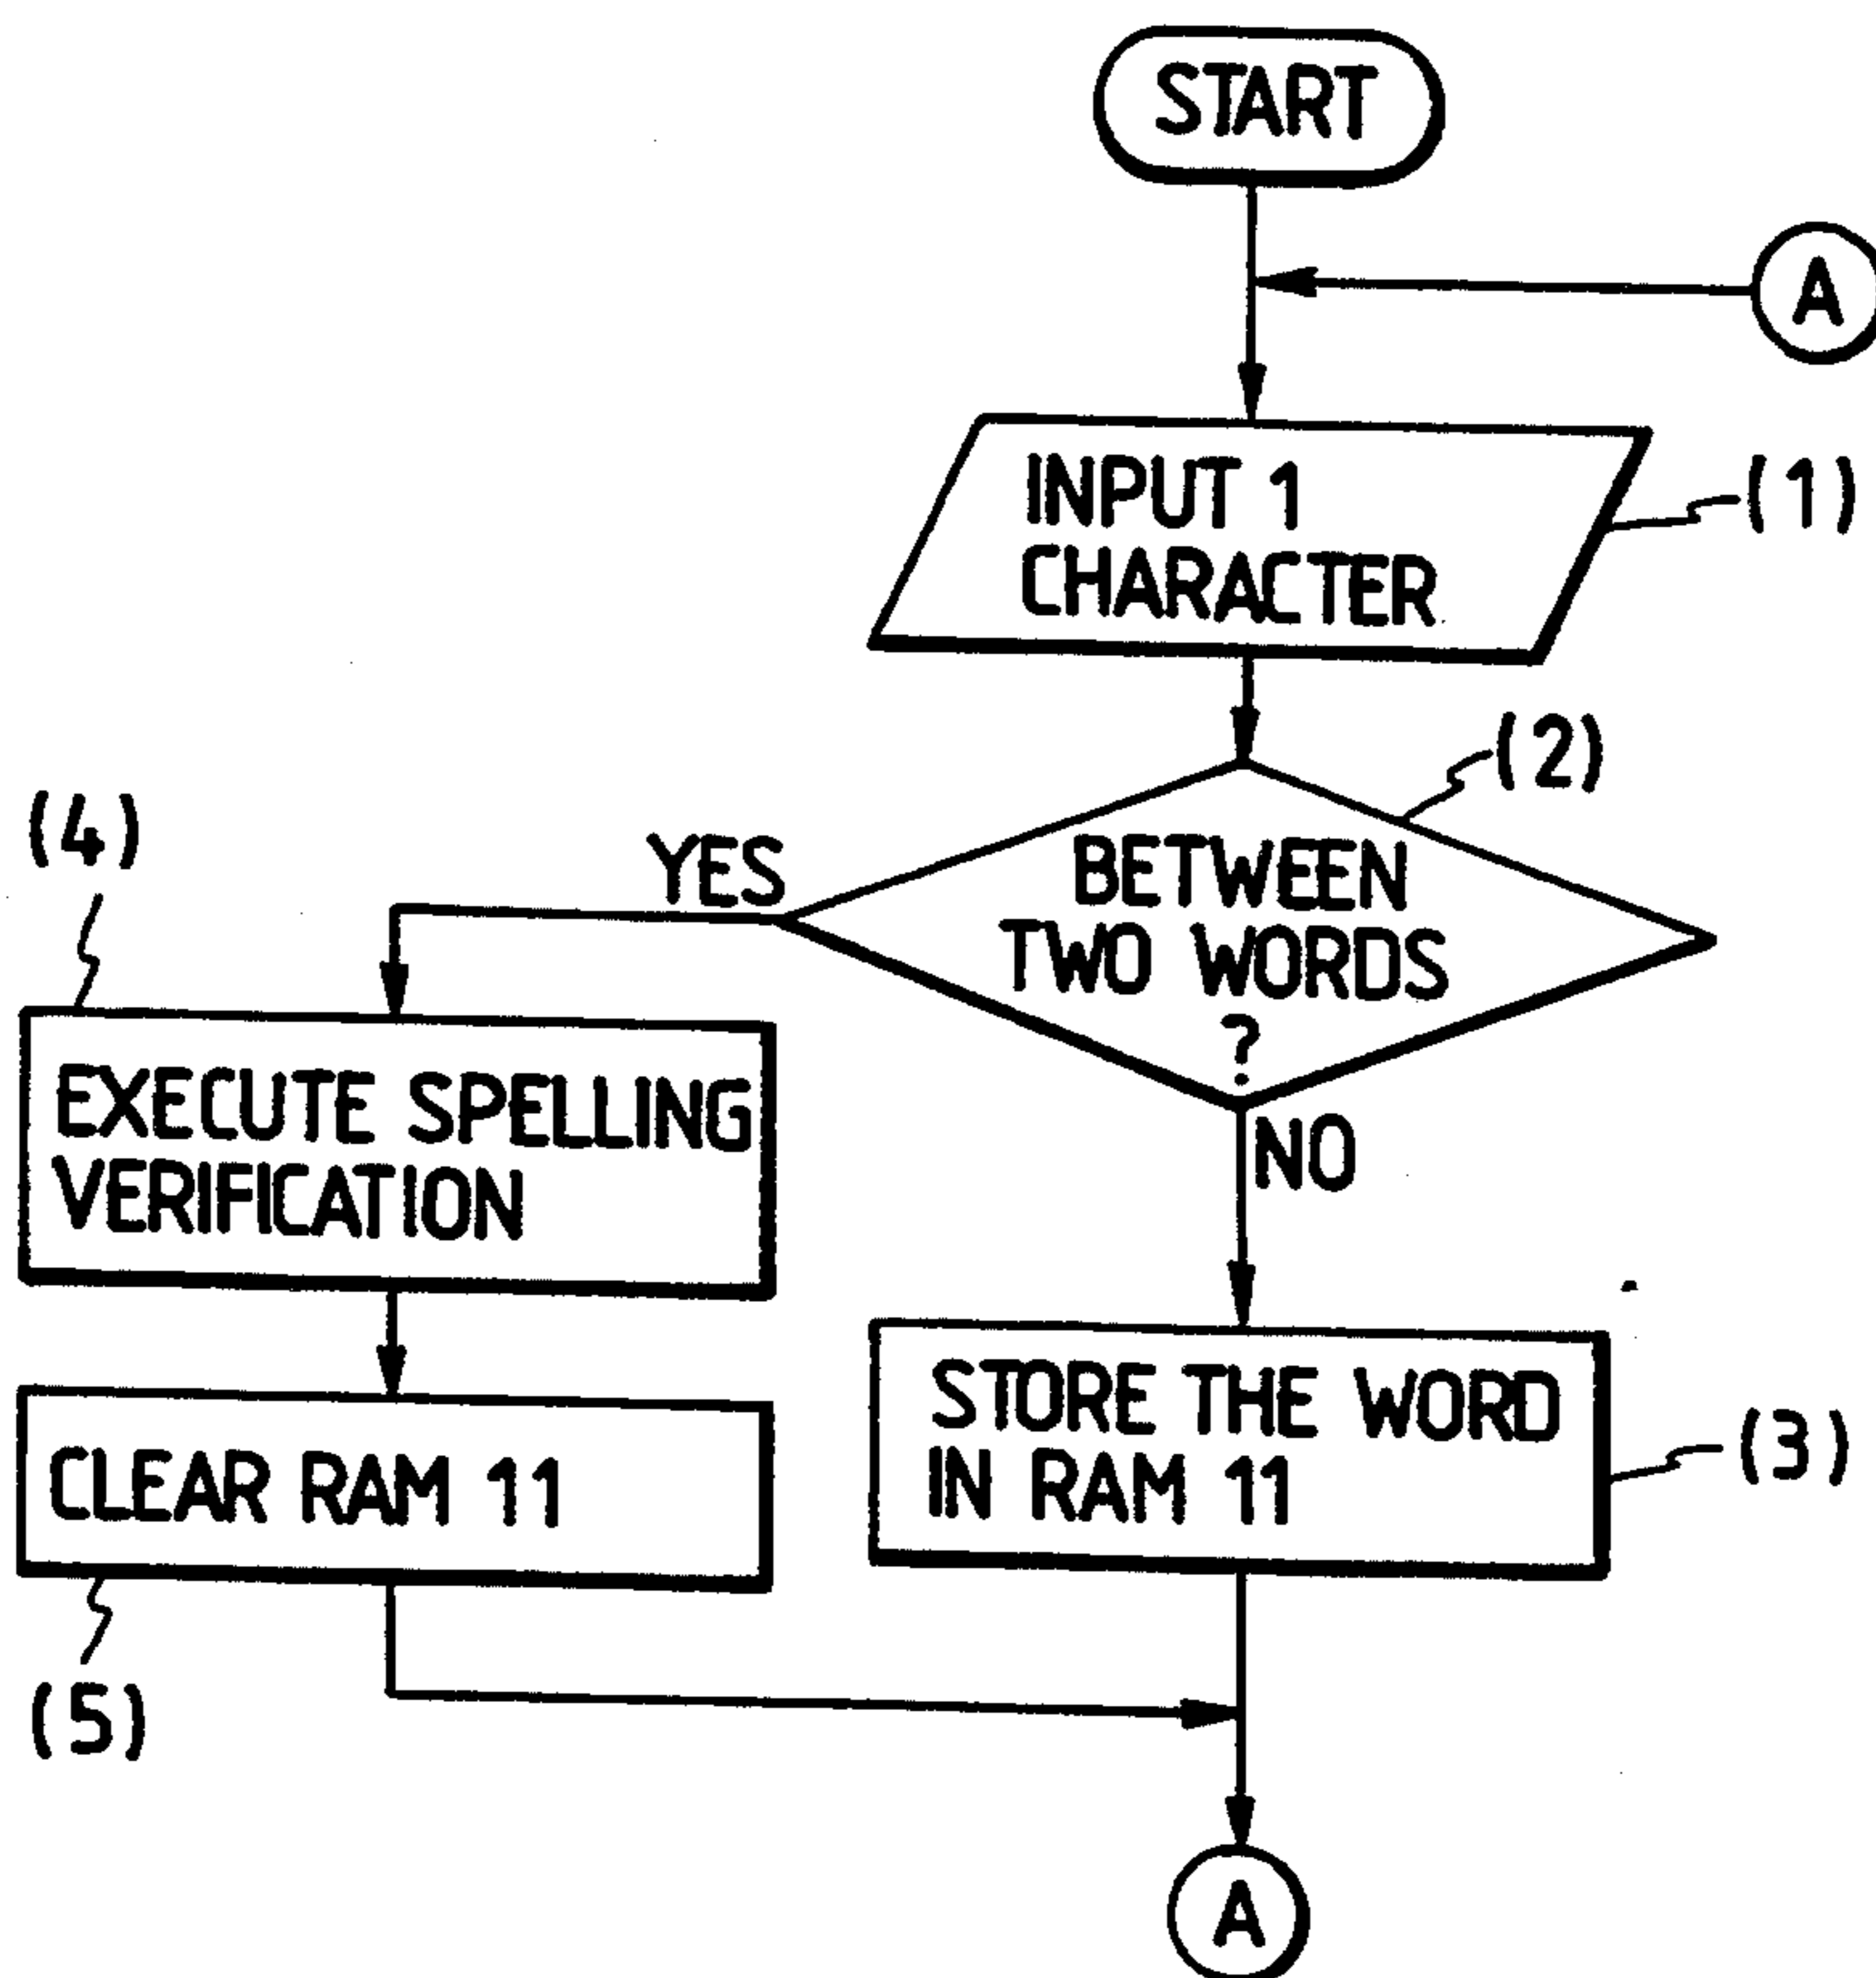 START
A
INPUT 1
CHARACTER
(1)
(2)
BETWEEN
TWO WORDS
?
YES
NO
(4)
EXECUTE SPELLING
VERIFICATION
CLEAR RAM 11
(5)
STORE THE WORD
IN RAM 11
(3)
A